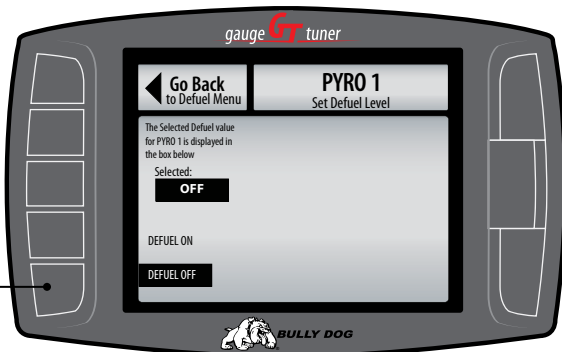 gauge GT tuner
Go Back
to Defuel Menu
PYRO 1
Set Defuel Level
The Selected Defuel value
for PYRO 1 is displayed in
the box below
Selected:
OFF
DEFUEL ON
DEFUEL OFF
BULLY DOG